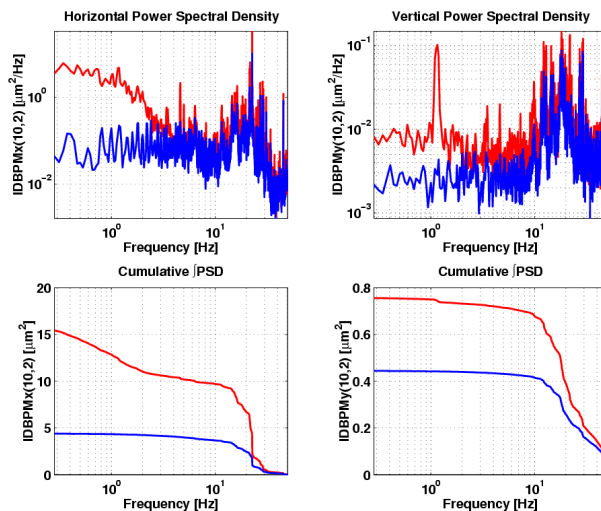 Horizontal Power Spectral Density
IDBPMx(10,2) [μm²/Hz]
10⁰
10⁻²
10⁰
10¹
Frequency [Hz]
Vertical Power Spectral Density
IDBPMy(10,2) [μm²/Hz]
10⁻¹
10⁻²
10⁻³
10⁰
10¹
Frequency [Hz]
Cumulative ∫PSD
IDBPMx(10,2) [μm²]
20
15
10
5
0
10⁰
10¹
Frequency [Hz]
Cumulative ∫PSD
IDBPMy(10,2) [μm²]
0.8
0.6
0.4
0.2
0
10⁰
10¹
Frequency [Hz]